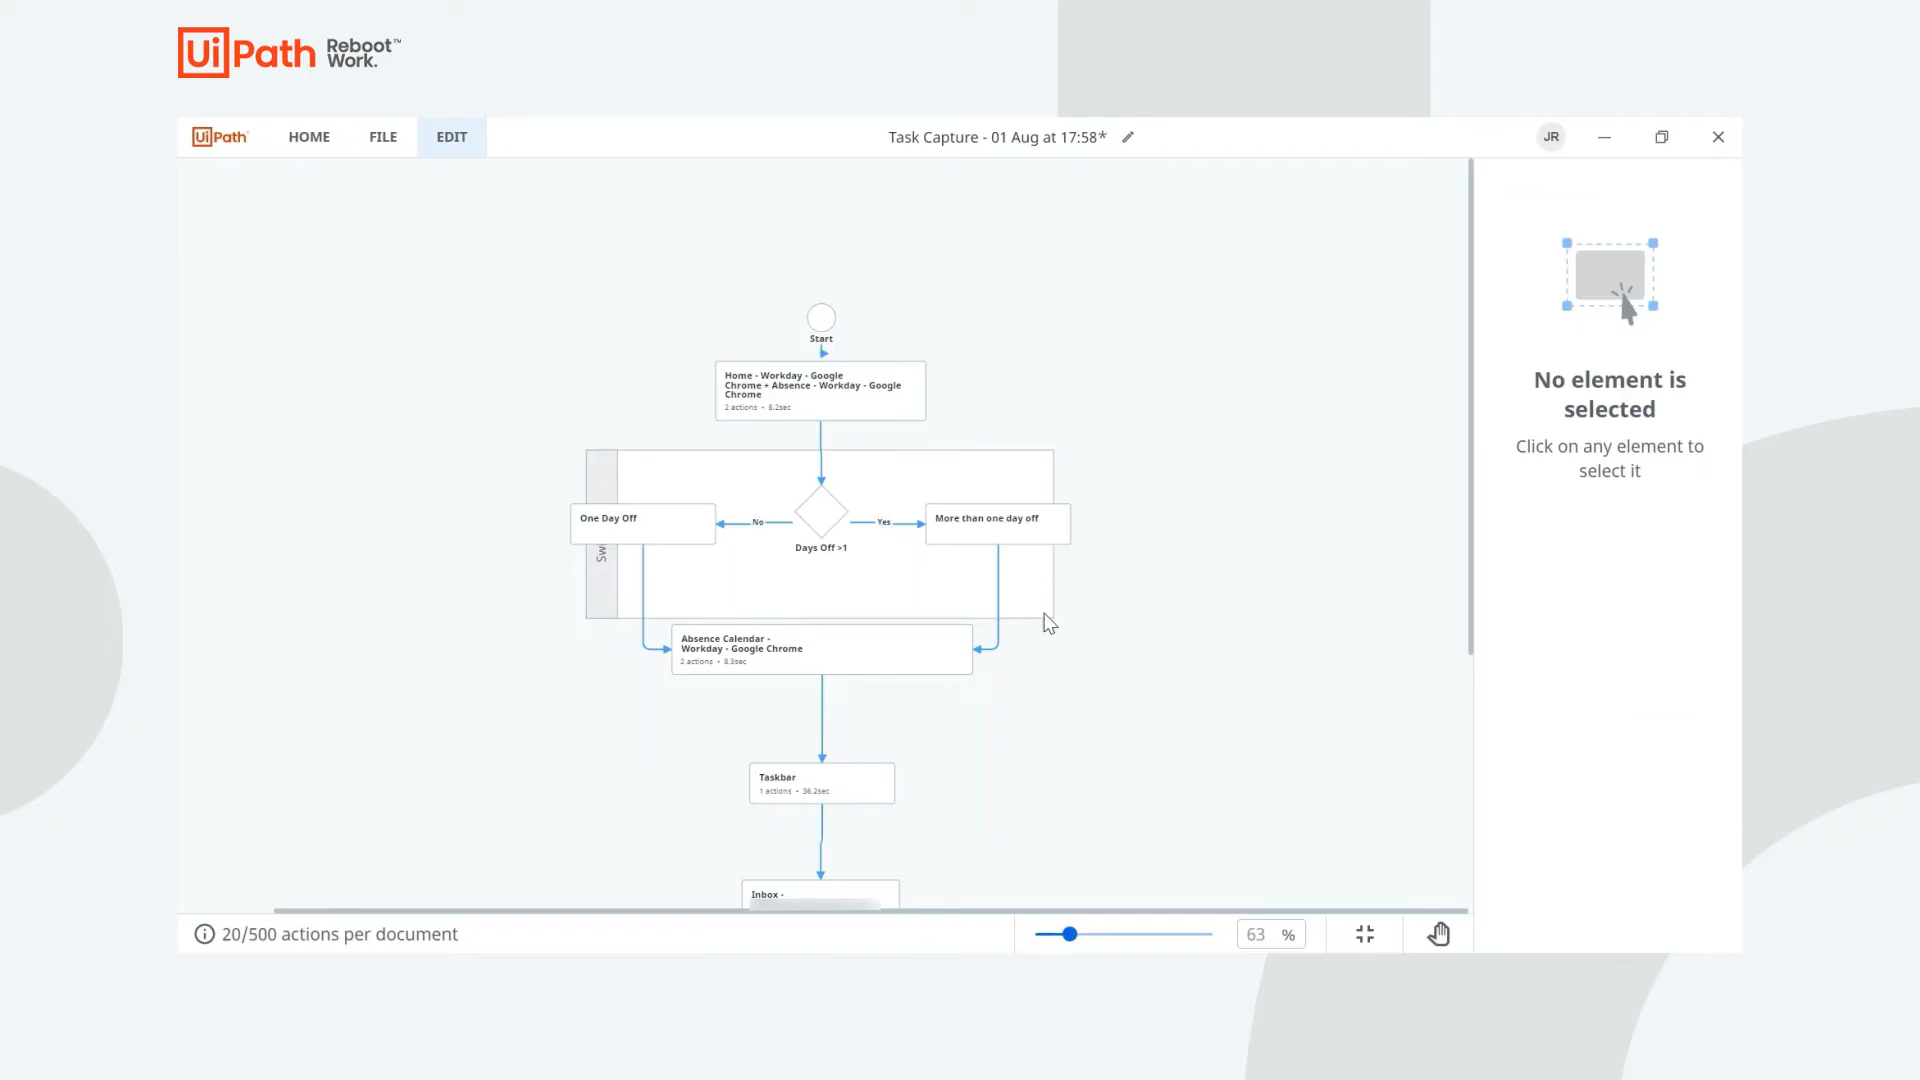 UiPath Reboot™
Work.
UiPath HOME FILE EDIT Task Capture - 01 Aug at 17:58* JR
Start
Home - Workday - Google
Chrome + Absence - Workday - Google
Chrome
2 actions • 8.2sec
One Day Off
No
Yes
More than one day off
Days Off >1
Absence Calendar -
Workday - Google Chrome
2 actions • 8.3sec
Taskbar
1 actions • 36.2sec
Inbox -
No element is
selected
Click on any element to
select it
20/500 actions per document
63 %